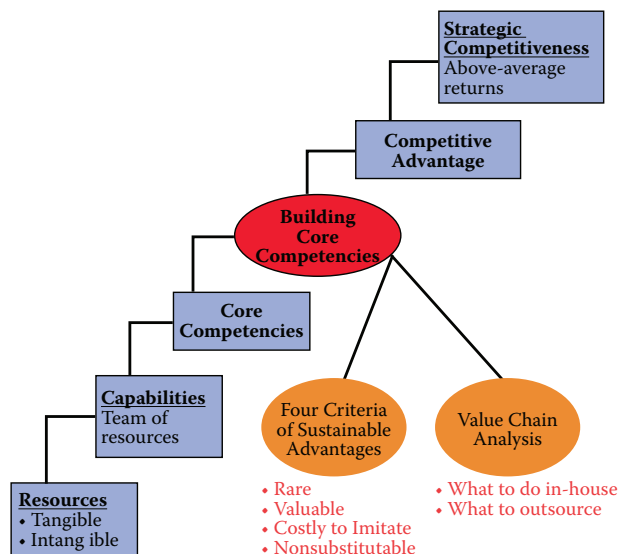 Strategic
Competitiveness
Above-average
returns
Competitive
Advantage
Building
Core
Competencies
Core
Competencies
Capabilities
Team of
resources
Four Criteria
of Sustainable
Advantages
Value Chain
Analysis
Resources
• Tangible
• Intang ible
• Rare
• Valuable
• Costly to Imitate
• Nonsubstitutable
• What to do in-house
• What to outsource